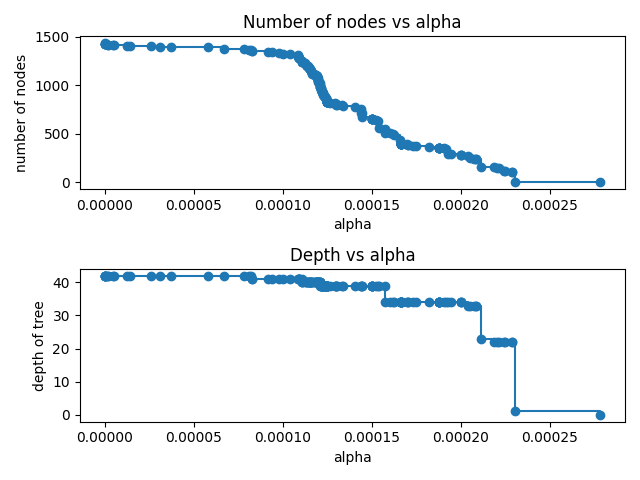 Number of nodes vs alpha
number of nodes
1500
1000
500
0
0.00000 0.00005 0.00010 0.00015 0.00020 0.00025
alpha
Depth vs alpha
depth of tree
40
30
20
10
0
0.00000 0.00005 0.00010 0.00015 0.00020 0.00025
alpha